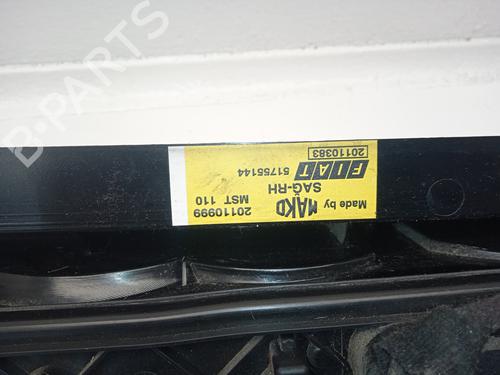 Made by MAKO
SAĞ-RH
20110999
MST 110
FIAT 51755144
20110383
B-PARTS